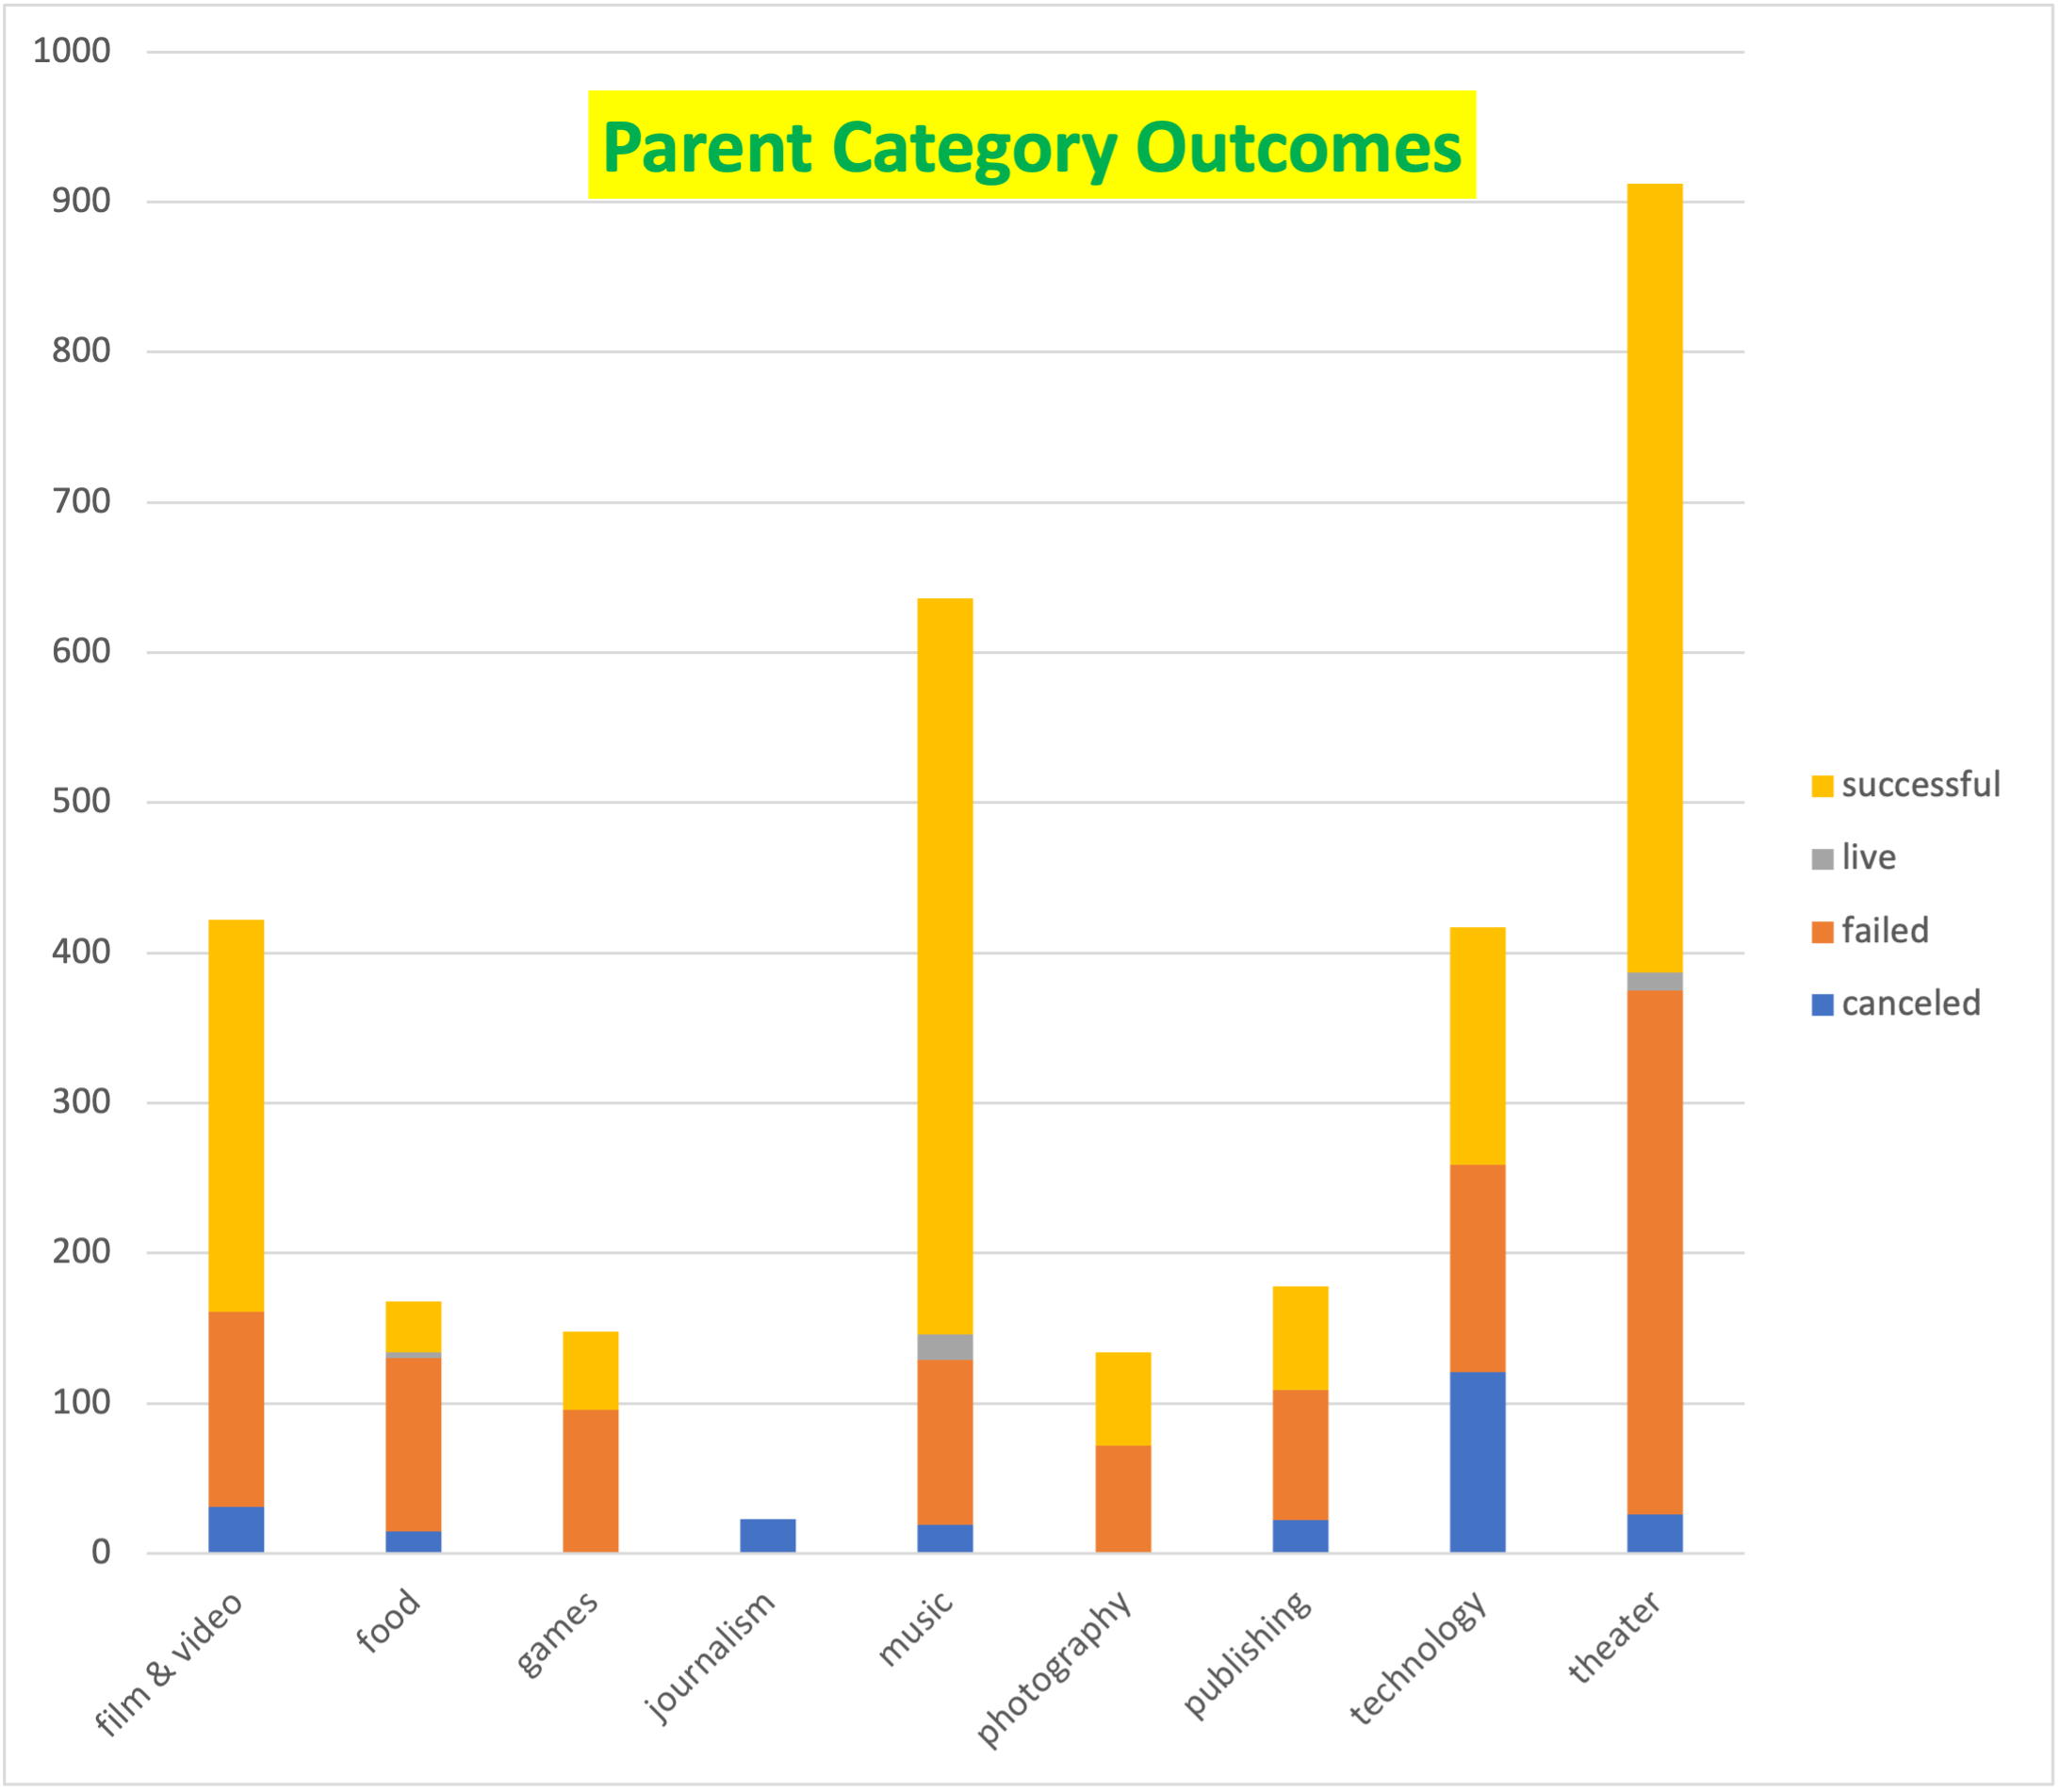 Parent Category Outcomes
1000
900
800
700
600
500
400
300
200
100
0
film & video
food
games
journalism
music
photography
publishing
technology
theater
successful
live
failed
canceled